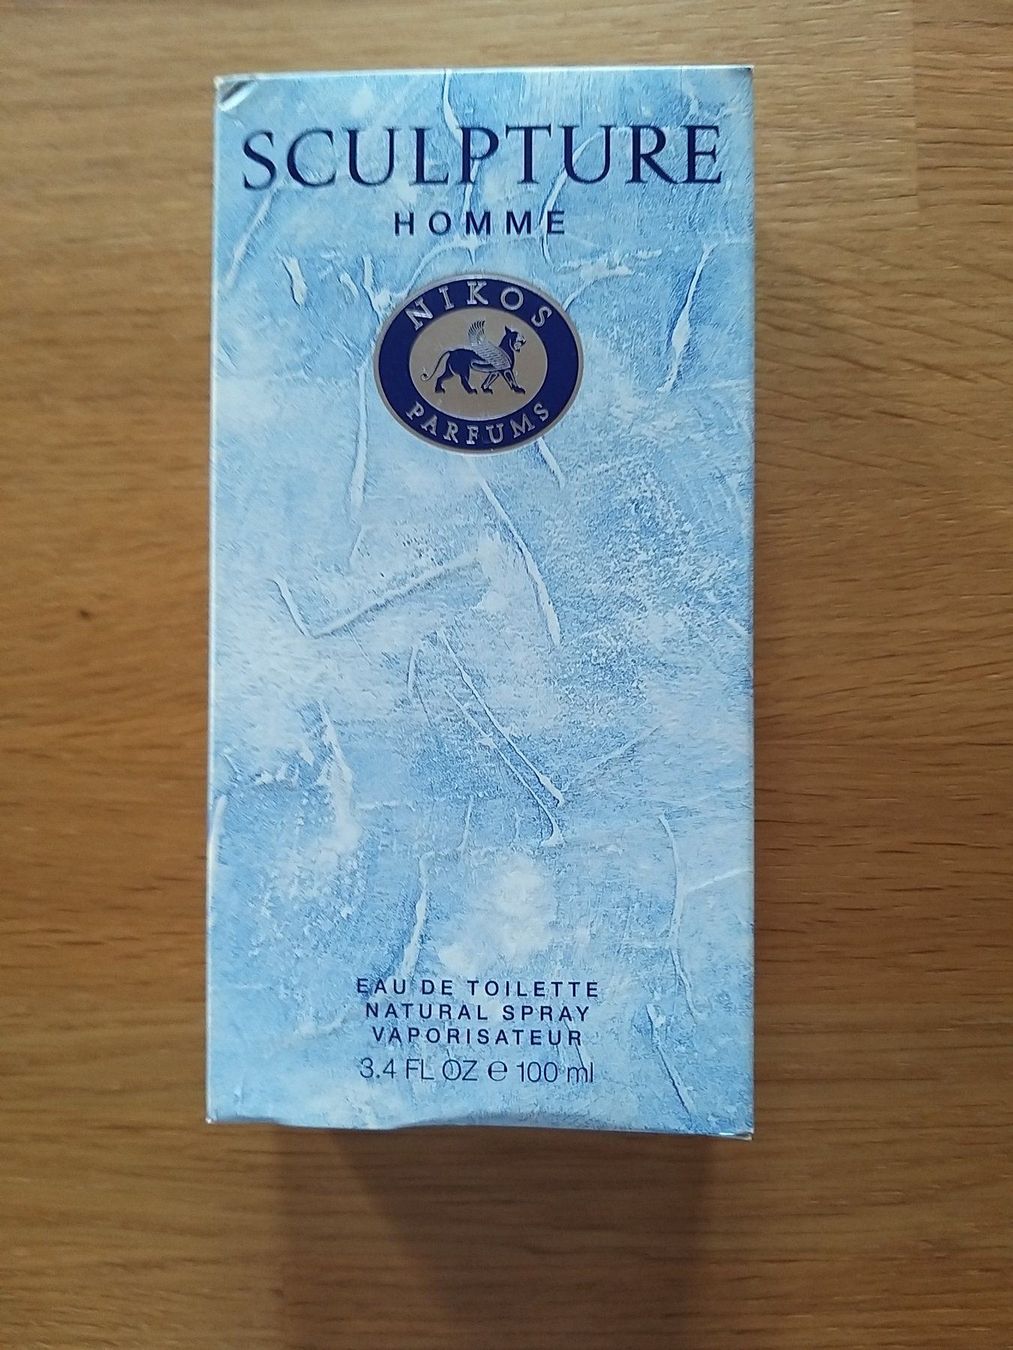 SCULPTURE
HOMME
NIKOS
PARFUMS
EAU DE TOILETTE
NATURAL SPRAY
VAPORISATEUR
3.4 FL OZ ℮ 100 ml